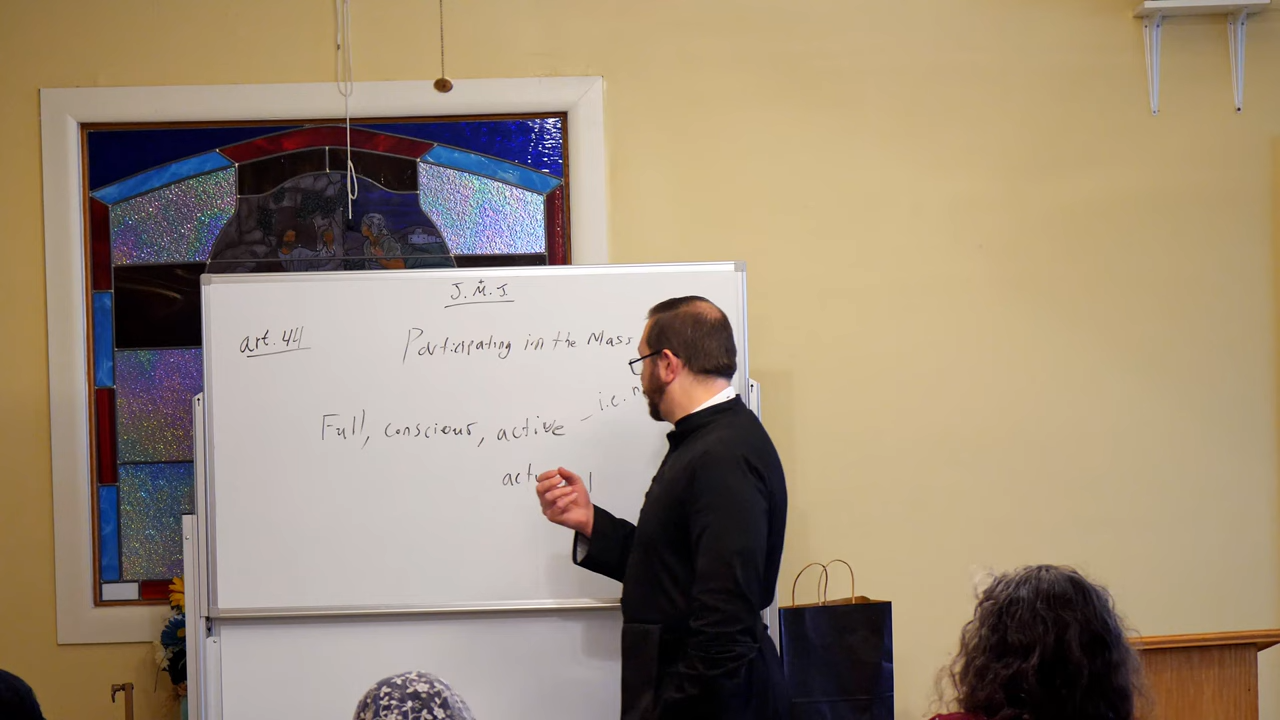 J. M. J.
art. 44
Participating in the Mass
Full, conscious, active – i.e.